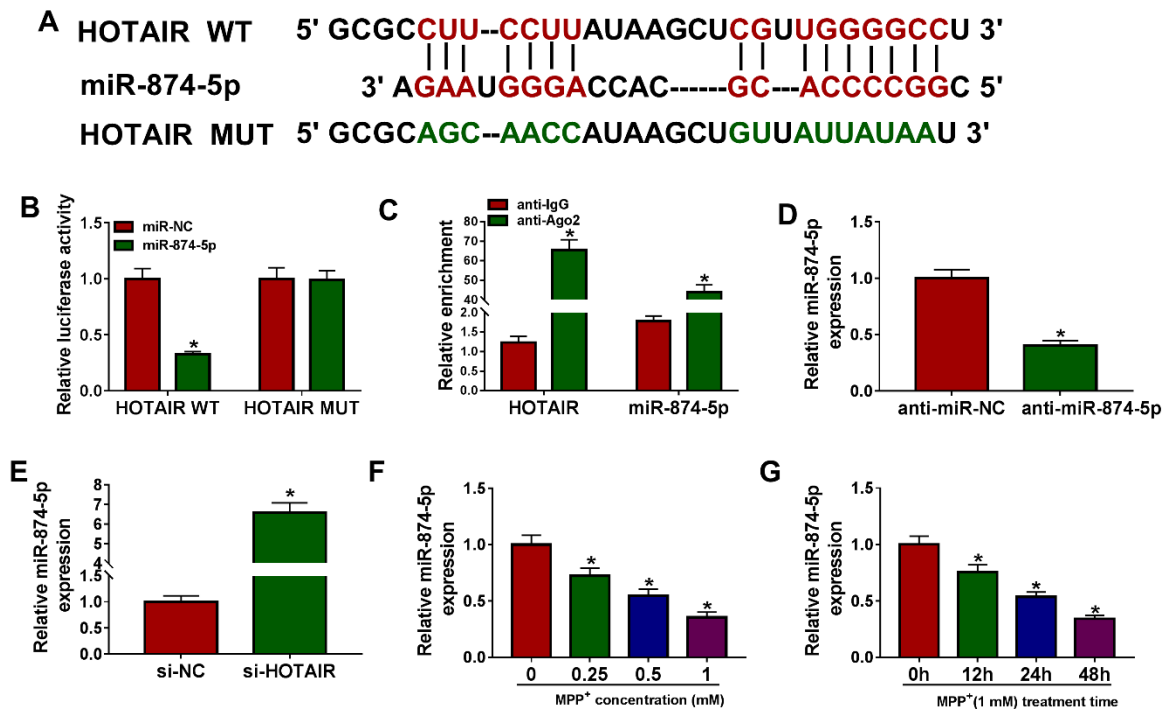 A
HOTAIR WT 5' GCGCCUU--CCUUAUAAGCUCGUUGGGGCCU 3'
miR-874-5p 3' AGAAUGGGACCAC------GC---ACCCCGGC 5'
HOTAIR MUT 5' GCGCAGC--AACCAUAAGCUGUUAUUAUAAU 3'
B
Relative luciferase activity
miR-NC
miR-874-5p
1.5
1.0
0.5
0.0
*
HOTAIR WT HOTAIR MUT
C
Relative enrichment
anti-IgG
anti-Ago2
80
70
60
50
40
2.0
1.5
1.0
0.5
0.0
* *
HOTAIR miR-874-5p
D
Relative miR-874-5p
expression
1.5
1.0
0.5
0.0
*
anti-miR-NC anti-miR-874-5p
E
Relative miR-874-5p
expression
8
7
6
5
4
1.5
1.0
0.5
0.0
*
si-NC si-HOTAIR
F
Relative miR-874-5p
expression
1.5
1.0
0.5
0.0
* * *
0 0.25 0.5 1
MPP+ concentration (mM)
G
Relative miR-874-5p
expression
1.5
1.0
0.5
0.0
* * *
0h 12h 24h 48h
MPP+(1 mM) treatment time